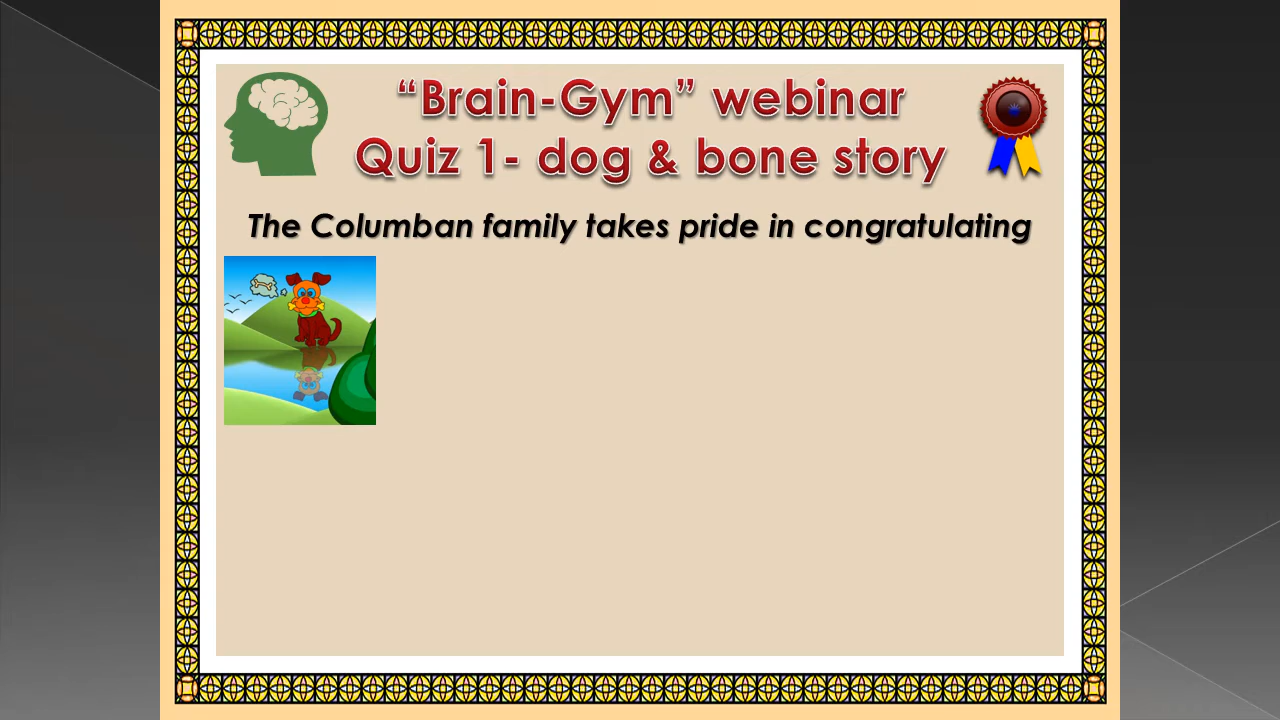 “Brain-Gym” webinar
Quiz 1- dog & bone story
The Columban family takes pride in congratulating